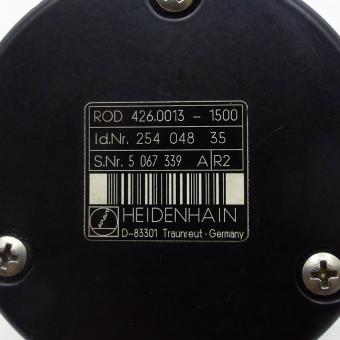 ROD 426.0013 - 1500
Id.Nr. 254 048 35
S.Nr. 5 067 339 A R2
HEIDENHAIN
D-83301 Traunreut · Germany